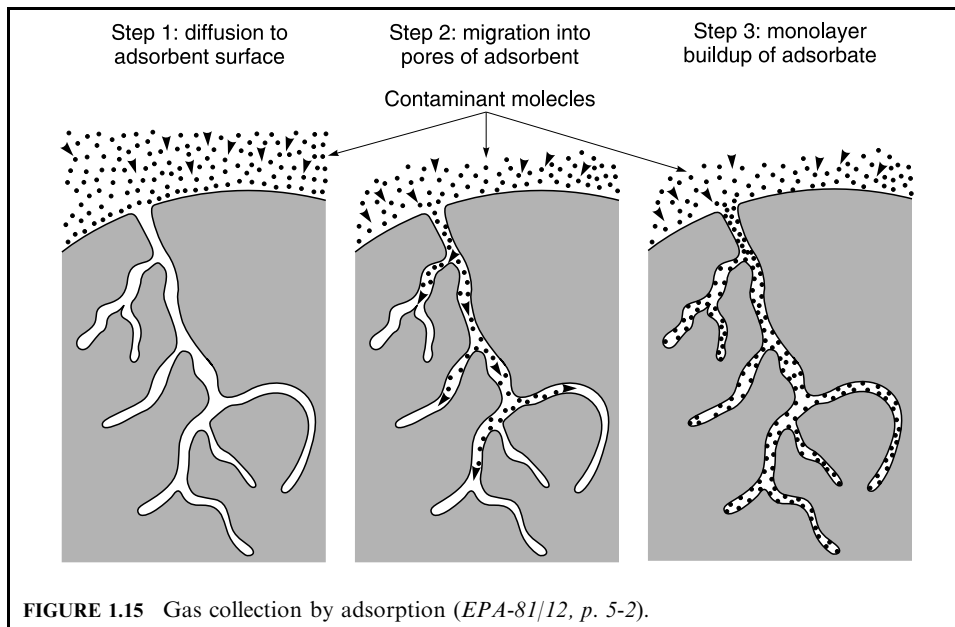 Step 1: diffusion to
adsorbent surface
Step 2: migration into
pores of adsorbent
Step 3: monolayer
buildup of adsorbate
Contaminant molecles
FIGURE 1.15 Gas collection by adsorption (EPA-81/12, p. 5-2).